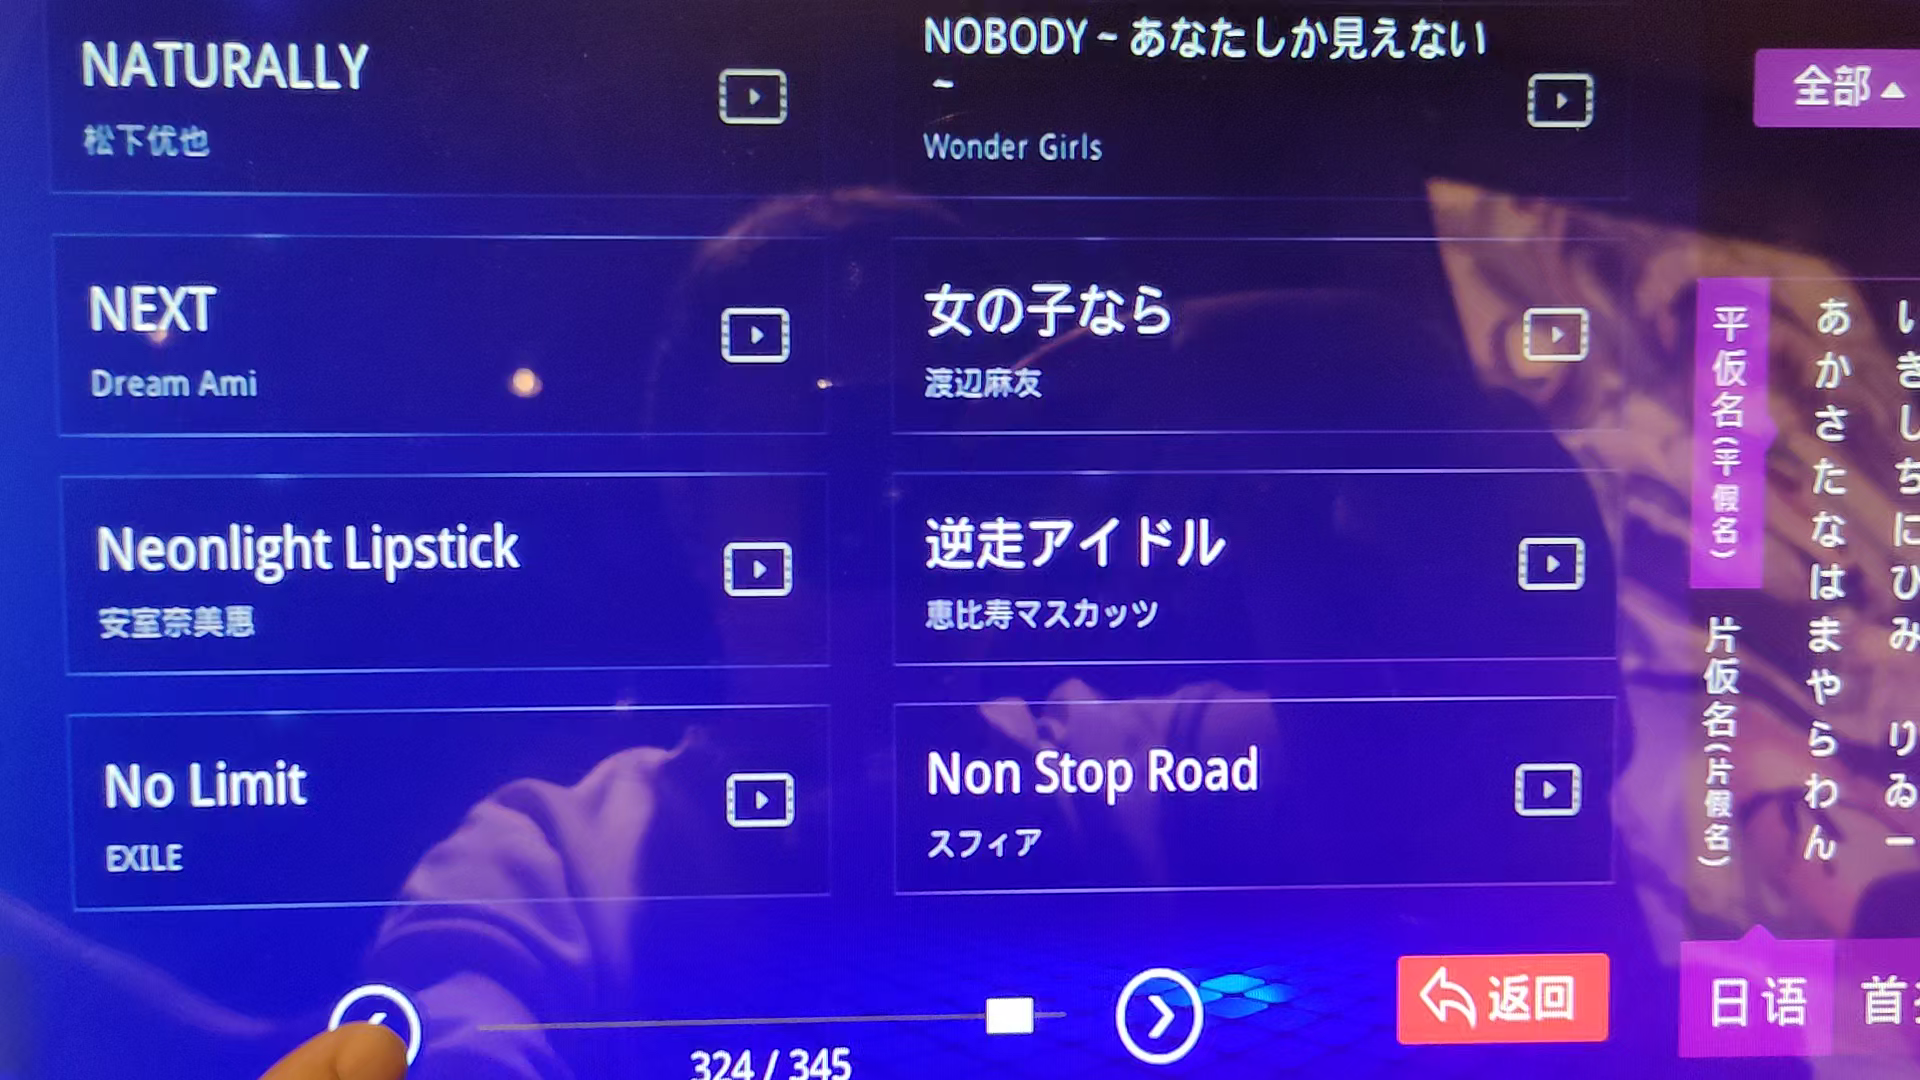 NATURALLY
松下优也
NOBODY ~ あなたしか見えない
~
Wonder Girls
NEXT
Dream Ami
女の子なら
渡辺麻友
Neonlight Lipstick
安室奈美惠
逆走アイドル
恵比寿マスカッツ
No Limit
EXILE
Non Stop Road
スフィア
324 / 345
返回
全部▲
平仮名(平假名)
片仮名(片假名)
あ い
か き
さ し
た ち
な に
は ひ
ま み
や
ら り
わ ゐ
ん ー
日语
首